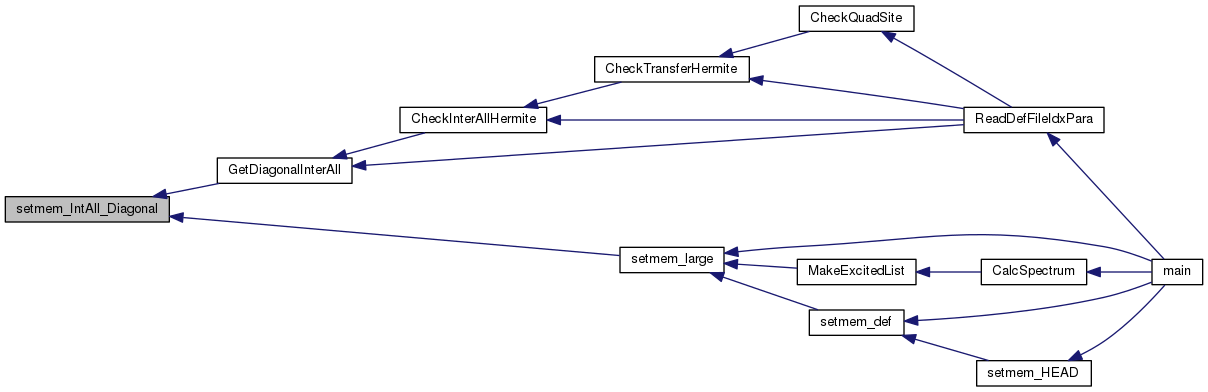 CheckQuadSite
CheckTransferHermite
CheckInterAllHermite
ReadDefFileIdxPara
GetDiagonalInterAll
setmem_IntAll_Diagonal
setmem_large
MakeExcitedList
CalcSpectrum
main
setmem_def
setmem_HEAD